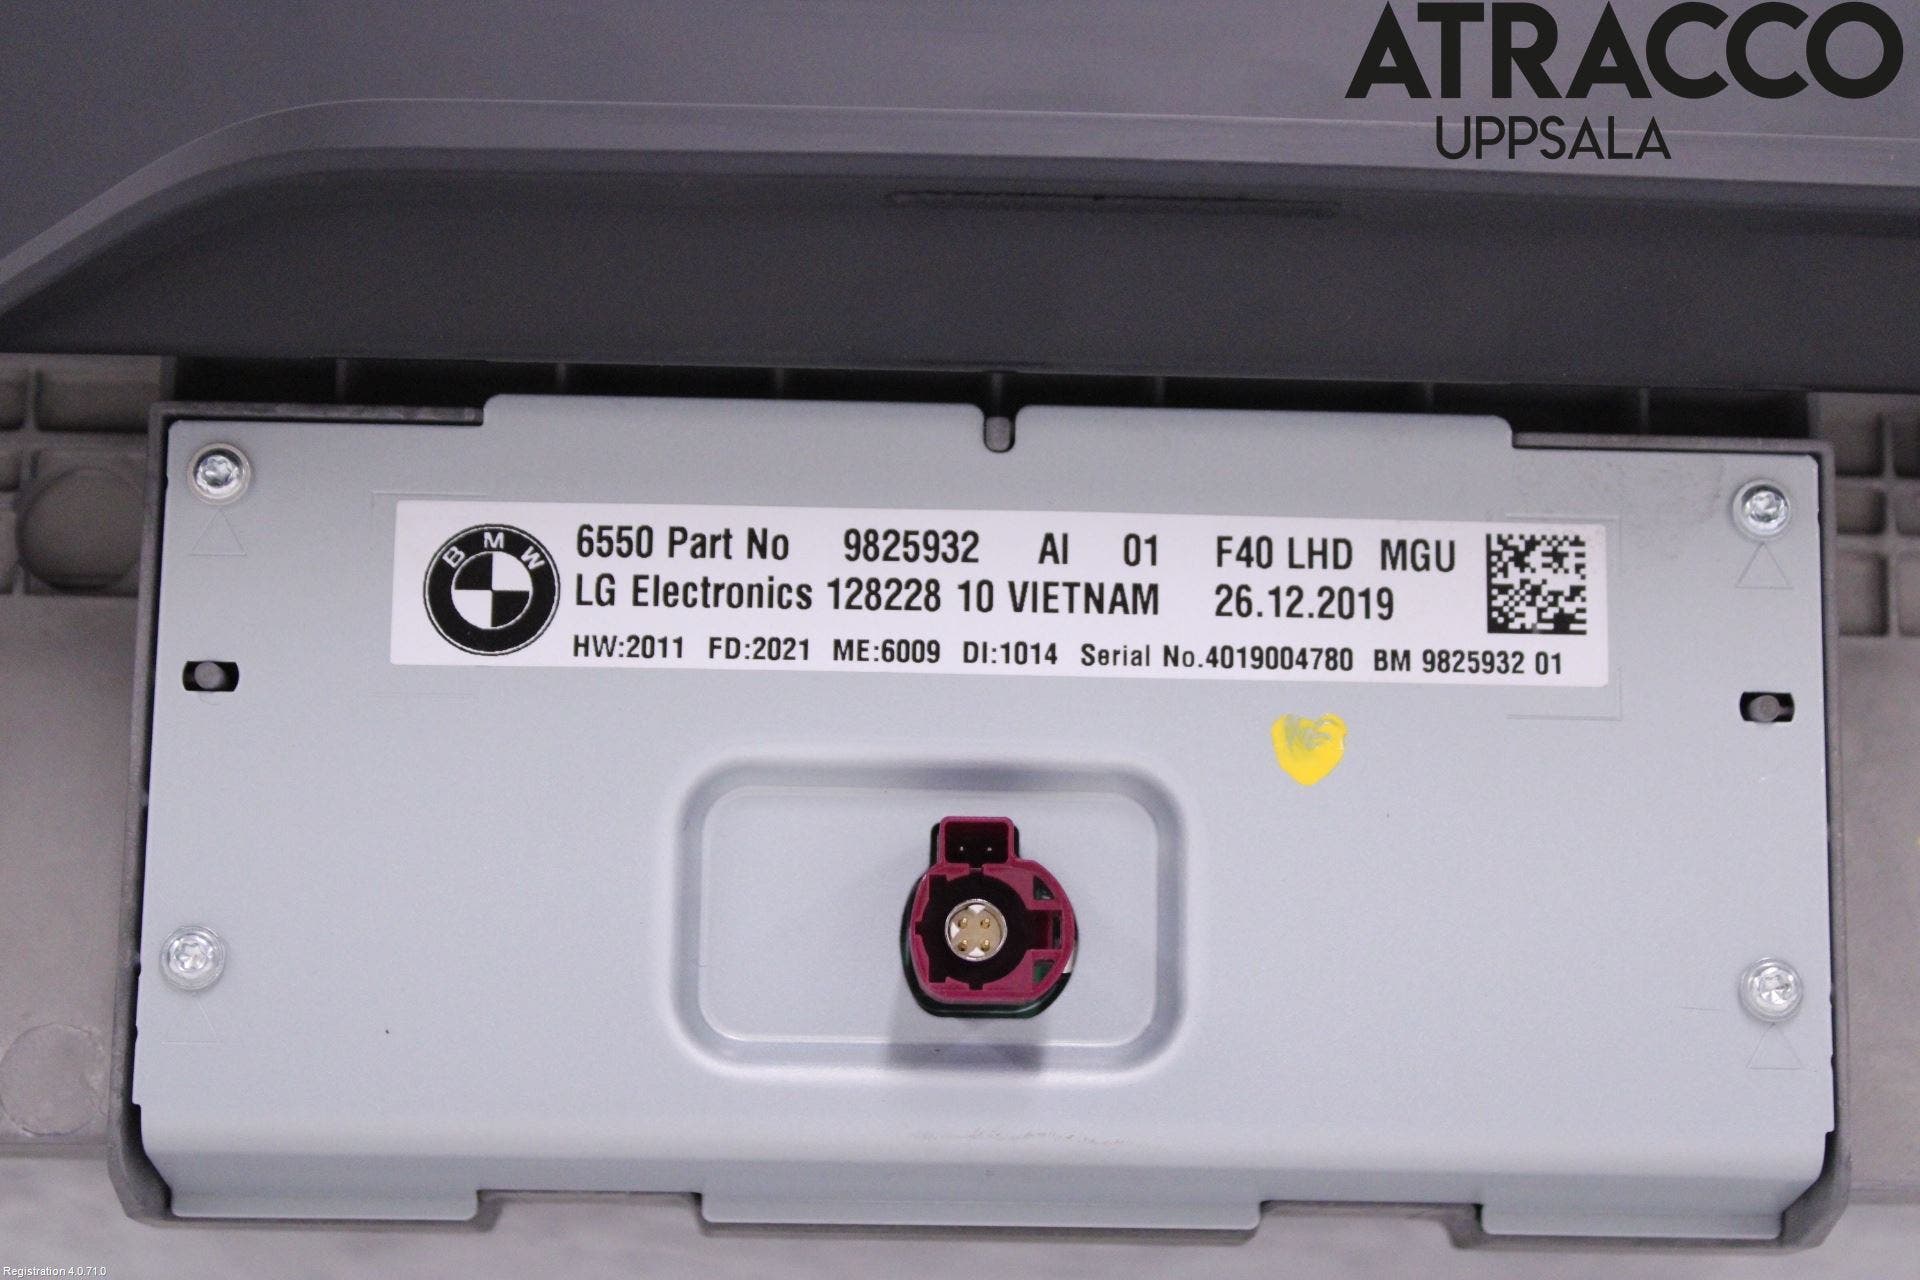 ATRACCO
UPPSALA
BMW
6550 Part No 9825932 AI 01 F40 LHD MGU
LG Electronics 128228 10 VIETNAM 26.12.2019
HW:2011 FD:2021 ME:6009 DI:1014 Serial No.4019004780 BM 9825932 01
Registration 4.0.71.0